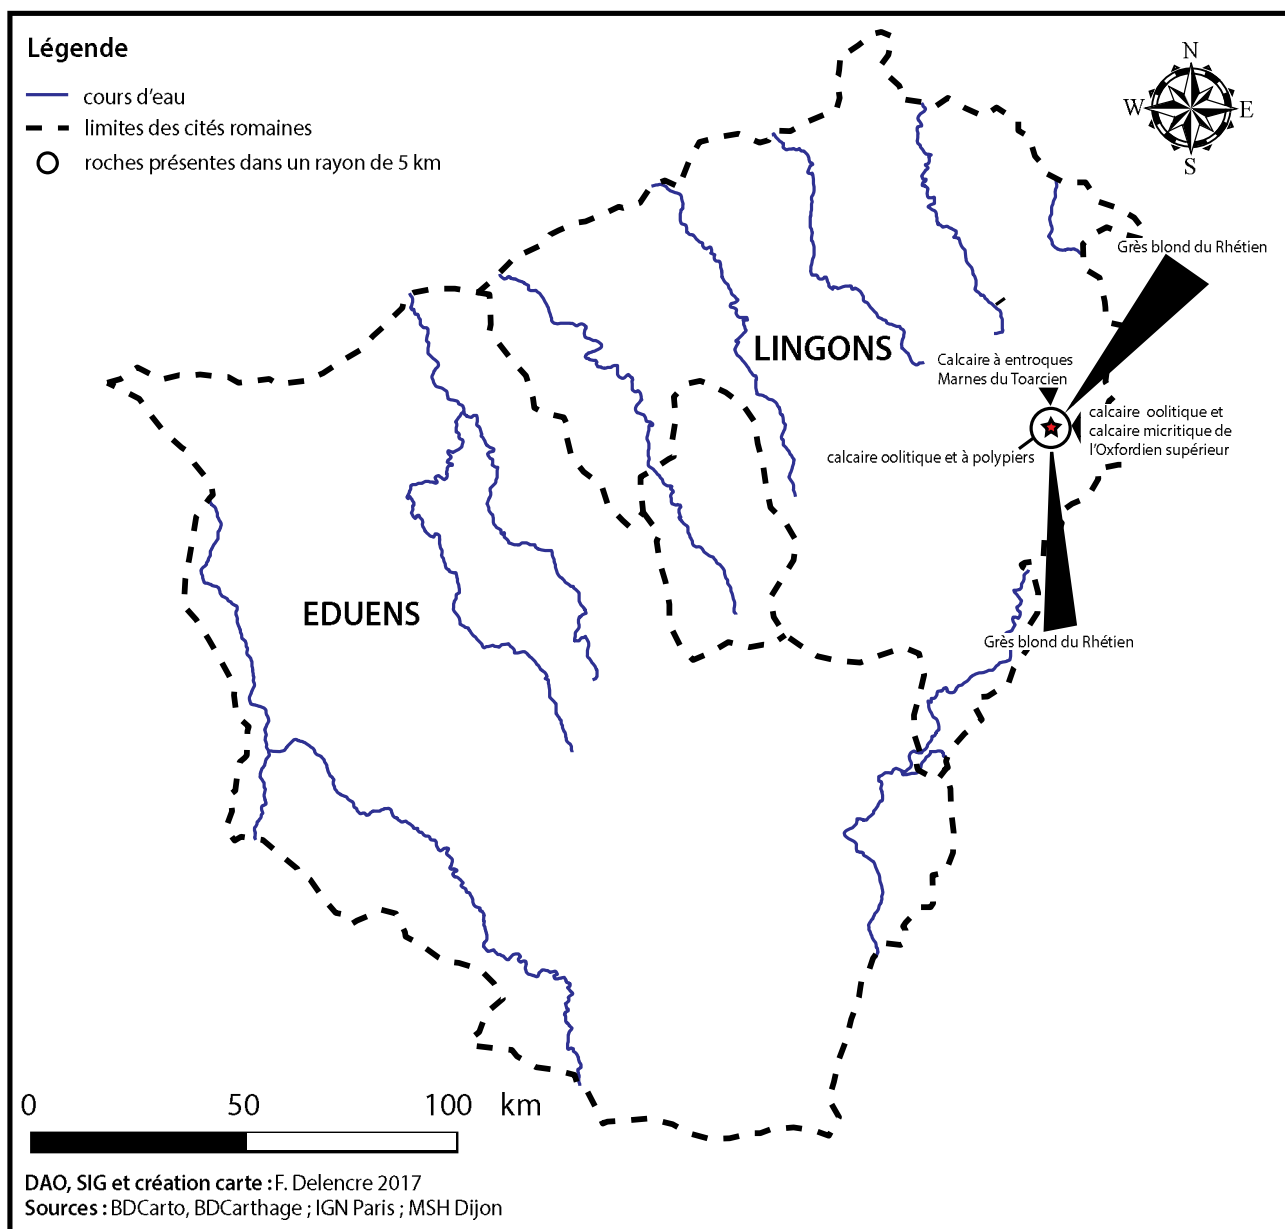 Légende
cours d'eau
limites des cités romaines
roches présentes dans un rayon de 5 km
N
W
E
S
Grès blond du Rhétien
LINGONS
Calcaire à entroques
Marnes du Toarcien
calcaire oolitique et
calcaire micritique de
l'Oxfordien supérieur
calcaire oolitique et à polypiers
EDUENS
Grès blond du Rhétien
0 50 100 km
DAO, SIG et création carte : F. Delencre 2017
Sources : BDCarto, BDCarthage ; IGN Paris ; MSH Dijon